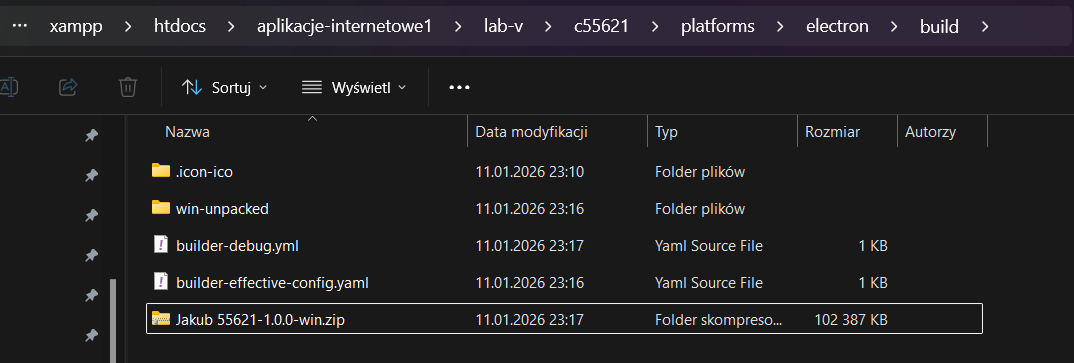 ... xampp > htdocs > aplikacje-internetowe1 > lab-v > c55621 > platforms > electron > build >
Sortuj Wyświetl ...
Nazwa Data modyfikacji Typ Rozmiar Autorzy
.icon-ico 11.01.2026 23:10 Folder plików
win-unpacked 11.01.2026 23:16 Folder plików
builder-debug.yml 11.01.2026 23:17 Yaml Source File 1 KB
builder-effective-config.yaml 11.01.2026 23:16 Yaml Source File 1 KB
Jakub 55621-1.0.0-win.zip 11.01.2026 23:17 Folder skompreso... 102 387 KB